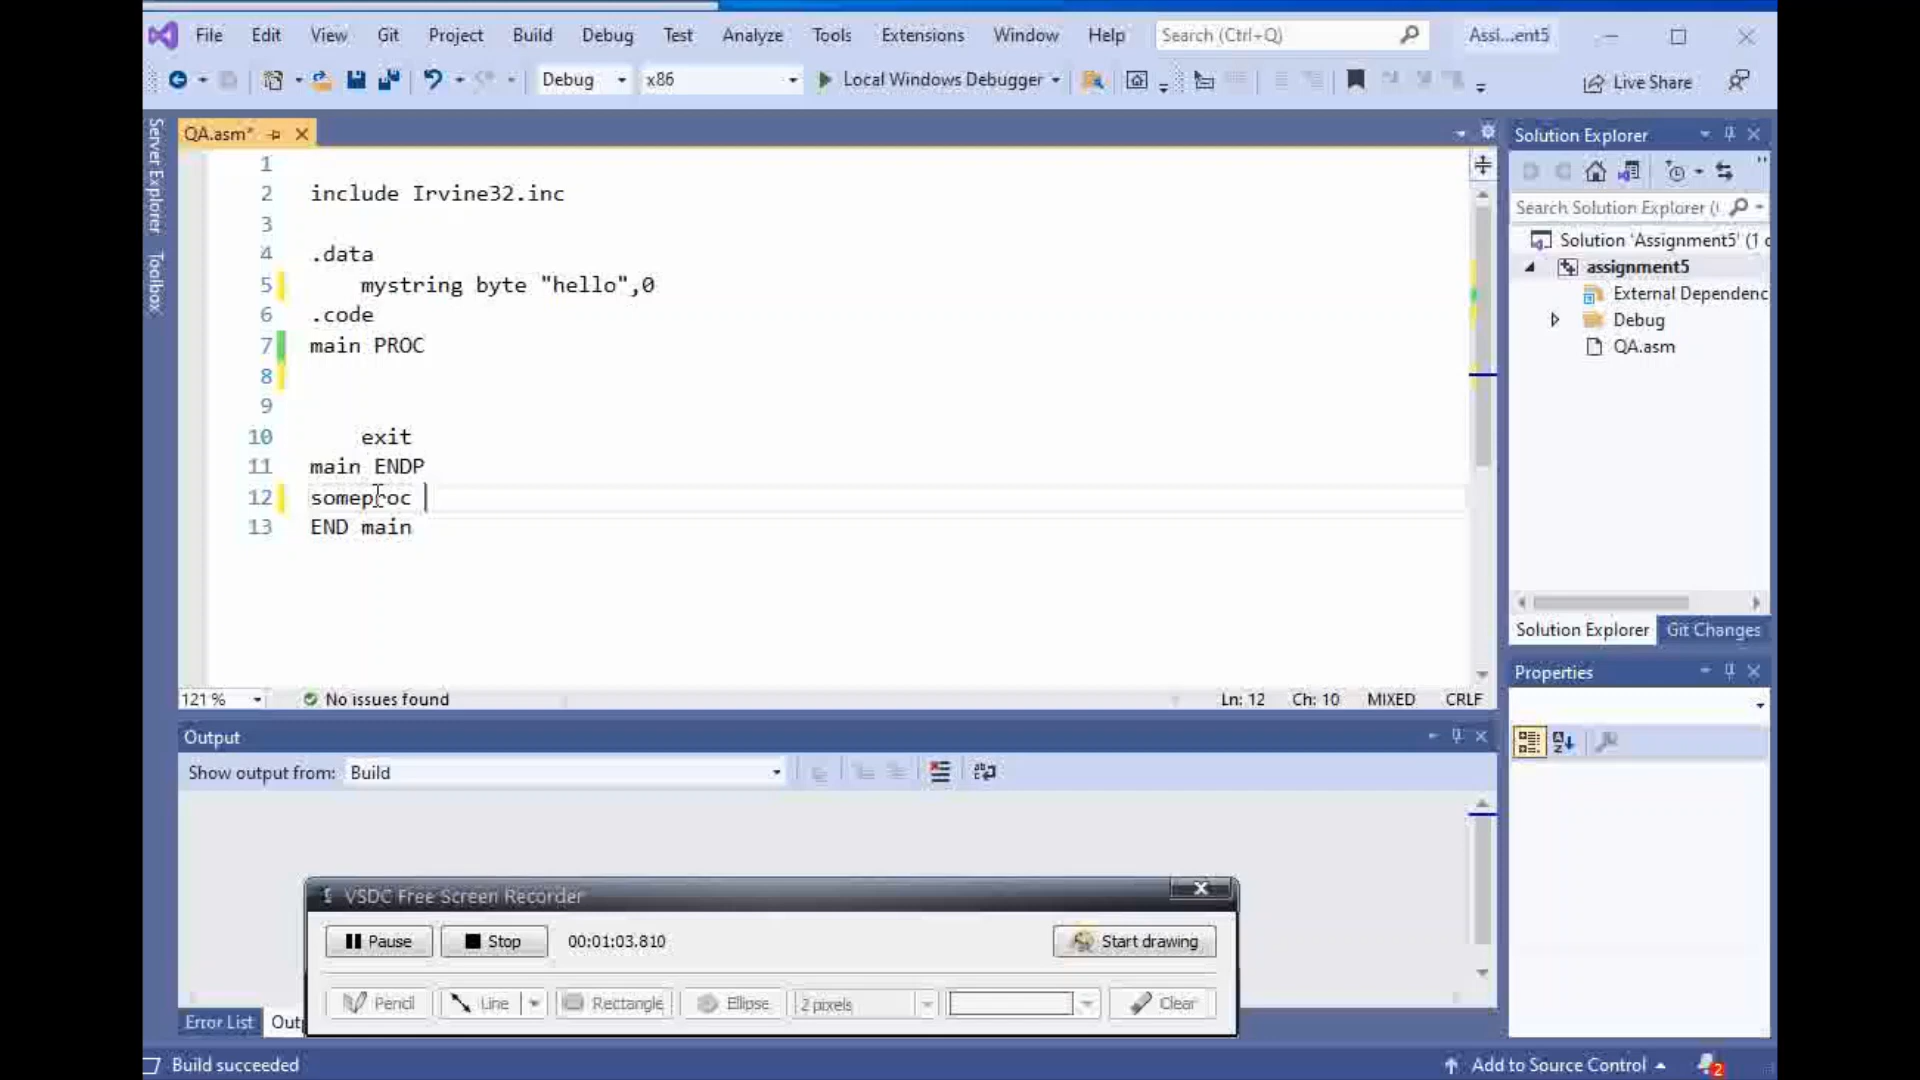 File Edit View Git Project Build Debug Test Analyze Tools Extensions Window Help Search (Ctrl+Q) Assi...ent5
Debug x86 Local Windows Debugger Live Share
Server Explorer
Toolbox
QA.asm*
1
2 include Irvine32.inc
3
4 .data
5 mystring byte "hello",0
6 .code
7 main PROC
8
9
10 exit
11 main ENDP
12 someproc
13 END main
121 % No issues found Ln: 12 Ch: 10 MIXED CRLF
Solution Explorer
Search Solution Explorer (
Solution 'Assignment5' (1
assignment5
External Dependenc
Debug
QA.asm
Solution Explorer Git Changes
Properties
Output
Show output from: Build
VSDC Free Screen Recorder
Pause Stop 00:01:03.810 Start drawing
Pencil Line Rectangle Ellipse 2 pixels Clear
Error List Outp
Build succeeded Add to Source Control 2